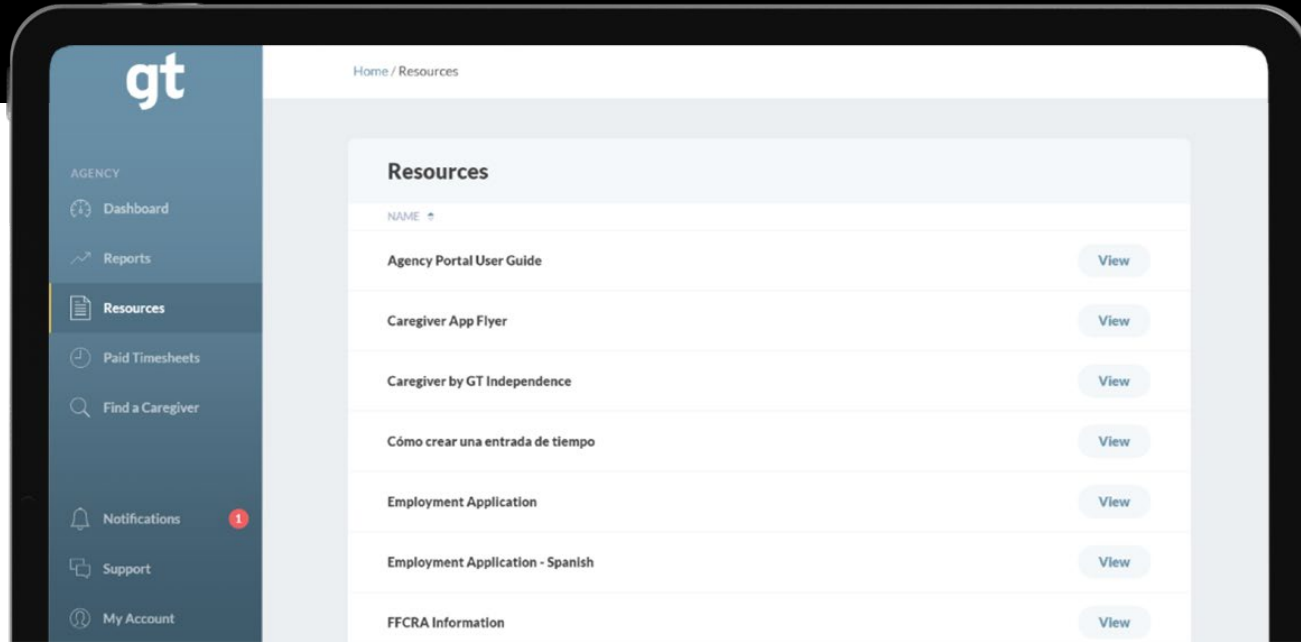 gt
AGENCY
Dashboard
Reports
Resources
Paid Timesheets
Find a Caregiver
Notifications 1
Support
My Account
Home / Resources
Resources
NAME
Agency Portal User Guide View
Caregiver App Flyer View
Caregiver by GT Independence View
Cómo crear una entrada de tiempo View
Employment Application View
Employment Application - Spanish View
FFCRA Information View